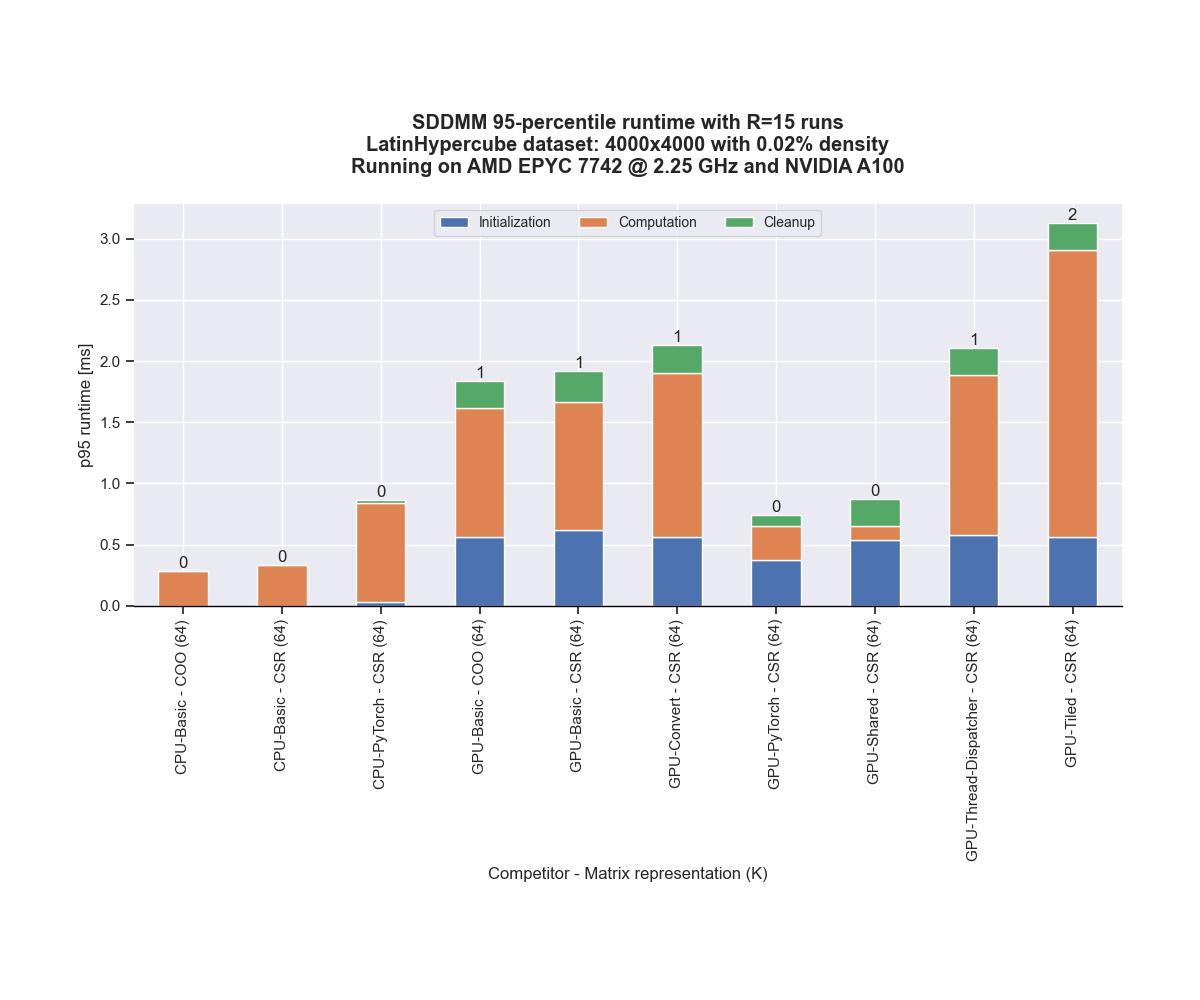 SDDMM 95-percentile runtime with R=15 runs
LatinHypercube dataset: 4000x4000 with 0.02% density
Running on AMD EPYC 7742 @ 2.25 GHz and NVIDIA A100
Initialization Computation Cleanup
p95 runtime [ms]
3.0
2.5
2.0
1.5
1.0
0.5
0.0
0 0 0 1 1 1 0 0 1 2
CPU-Basic - COO (64)
CPU-Basic - CSR (64)
CPU-PyTorch - CSR (64)
GPU-Basic - COO (64)
GPU-Basic - CSR (64)
GPU-Convert - CSR (64)
GPU-PyTorch - CSR (64)
GPU-Shared - CSR (64)
GPU-Thread-Dispatcher - CSR (64)
GPU-Tiled - CSR (64)
Competitor - Matrix representation (K)